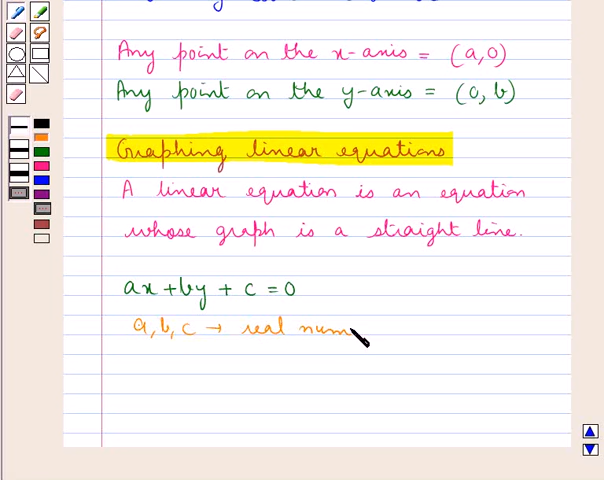 Any point on the x-axis = (a,0)
Any point on the y-axis = (0, b)
Graphing linear equations
A linear equation is an equation
whose graph is a straight line.
ax+by + c = 0
a, b, c → real num